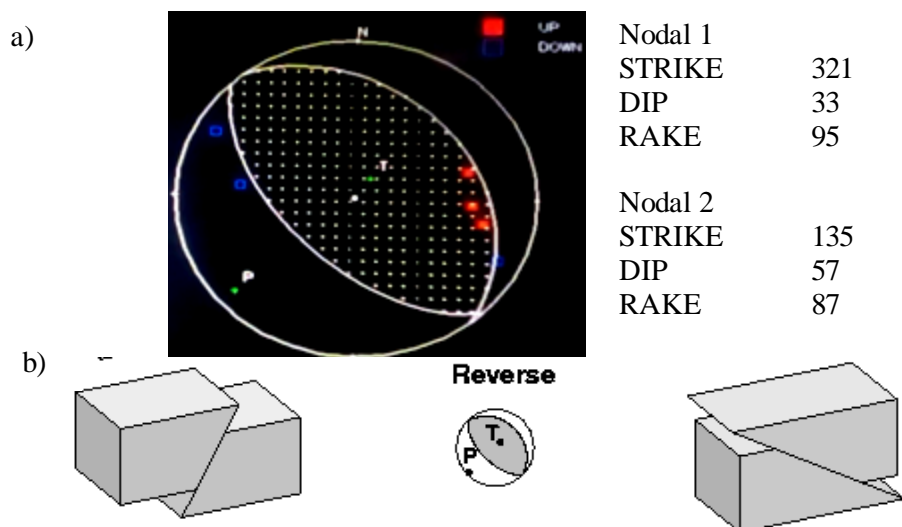 a)
N
UP
DOWN
T
P
Nodal 1
STRIKE 321
DIP 33
RAKE 95
Nodal 2
STRIKE 135
DIP 57
RAKE 87
b)
Reverse
T
P